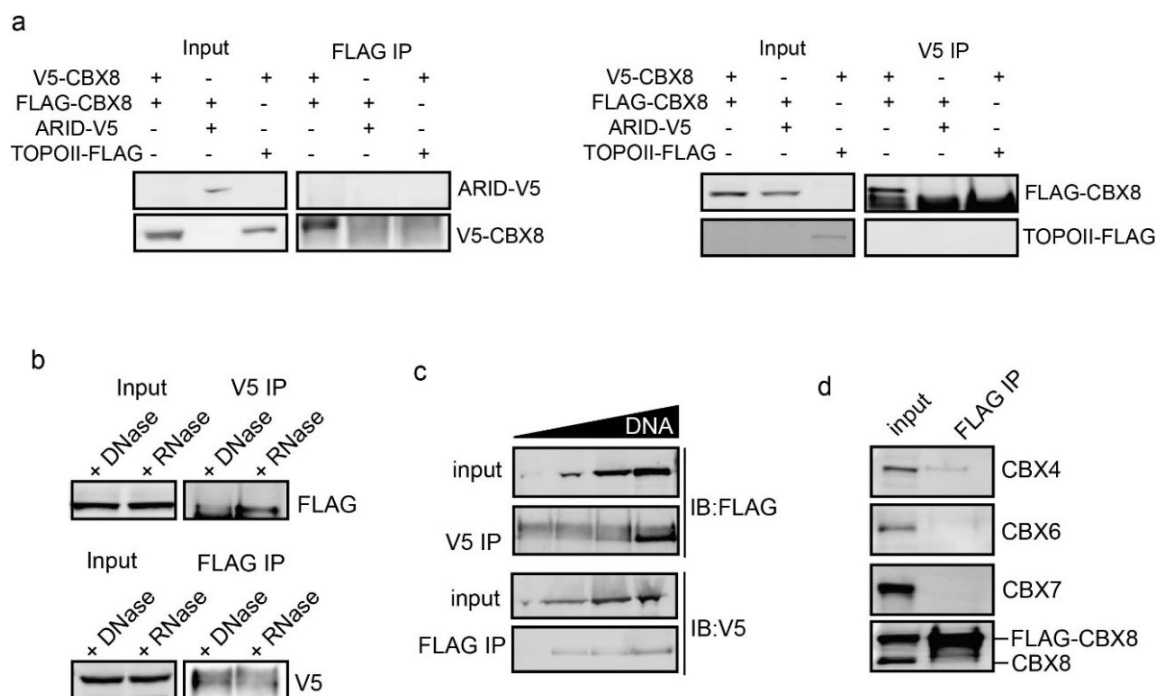 a
Input FLAG IP
V5-CBX8 + - + + - +
FLAG-CBX8 + + - + + -
ARID-V5 - + - - + -
TOPOII-FLAG - - + - - +
ARID-V5
V5-CBX8
Input V5 IP
V5-CBX8 + - + + - +
FLAG-CBX8 + + - + + -
ARID-V5 - + - - + -
TOPOII-FLAG - - + - - +
FLAG-CBX8
TOPOII-FLAG
b
Input V5 IP
+ DNase + RNase + DNase + RNase
FLAG
Input FLAG IP
+ DNase + RNase + DNase + RNase
V5
c
DNA
input
V5 IP
IB:FLAG
input
FLAG IP
IB:V5
d
input FLAG IP
CBX4
CBX6
CBX7
FLAG-CBX8
CBX8